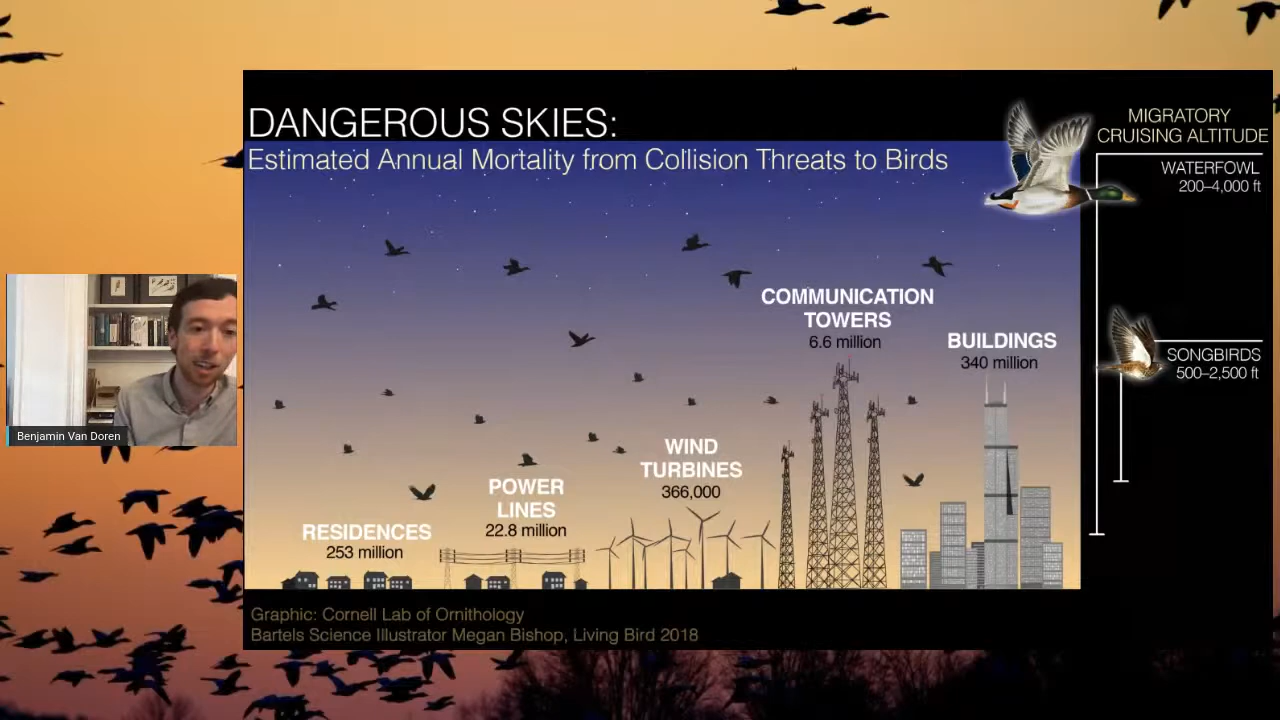 DANGEROUS SKIES:
Estimated Annual Mortality from Collision Threats to Birds
MIGRATORY
CRUISING ALTITUDE
WATERFOWL
200–4,000 ft
COMMUNICATION
TOWERS
6.6 million
BUILDINGS
340 million
SONGBIRDS
500–2,500 ft
WIND
TURBINES
366,000
POWER
LINES
22.8 million
RESIDENCES
253 million
Benjamin Van Doren
Graphic: Cornell Lab of Ornithology
Bartels Science Illustrator Megan Bishop, Living Bird 2018